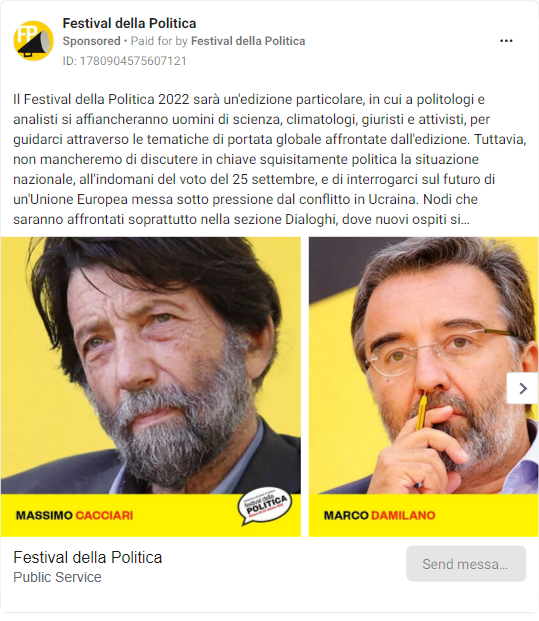 FP
Festival della Politica
Sponsored • Paid for by Festival della Politica
ID: 1780904575607121
Il Festival della Politica 2022 sarà un'edizione particolare, in cui a politologi e
analisti si affiancheranno uomini di scienza, climatologi, giuristi e attivisti, per
guidarci attraverso le tematiche di portata globale affrontate dall'edizione. Tuttavia,
non mancheremo di discutere in chiave squisitamente politica la situazione
nazionale, all'indomani del voto del 25 settembre, e di interrogarci sul futuro di
un'Unione Europea messa sotto pressione dal conflitto in Ucraina. Nodi che
saranno affrontati soprattutto nella sezione Dialoghi, dove nuovi ospiti si...
MASSIMO CACCIARI
festival della
POLITICA
MARCO DAMILANO
Festival della Politica
Public Service
Send messa...